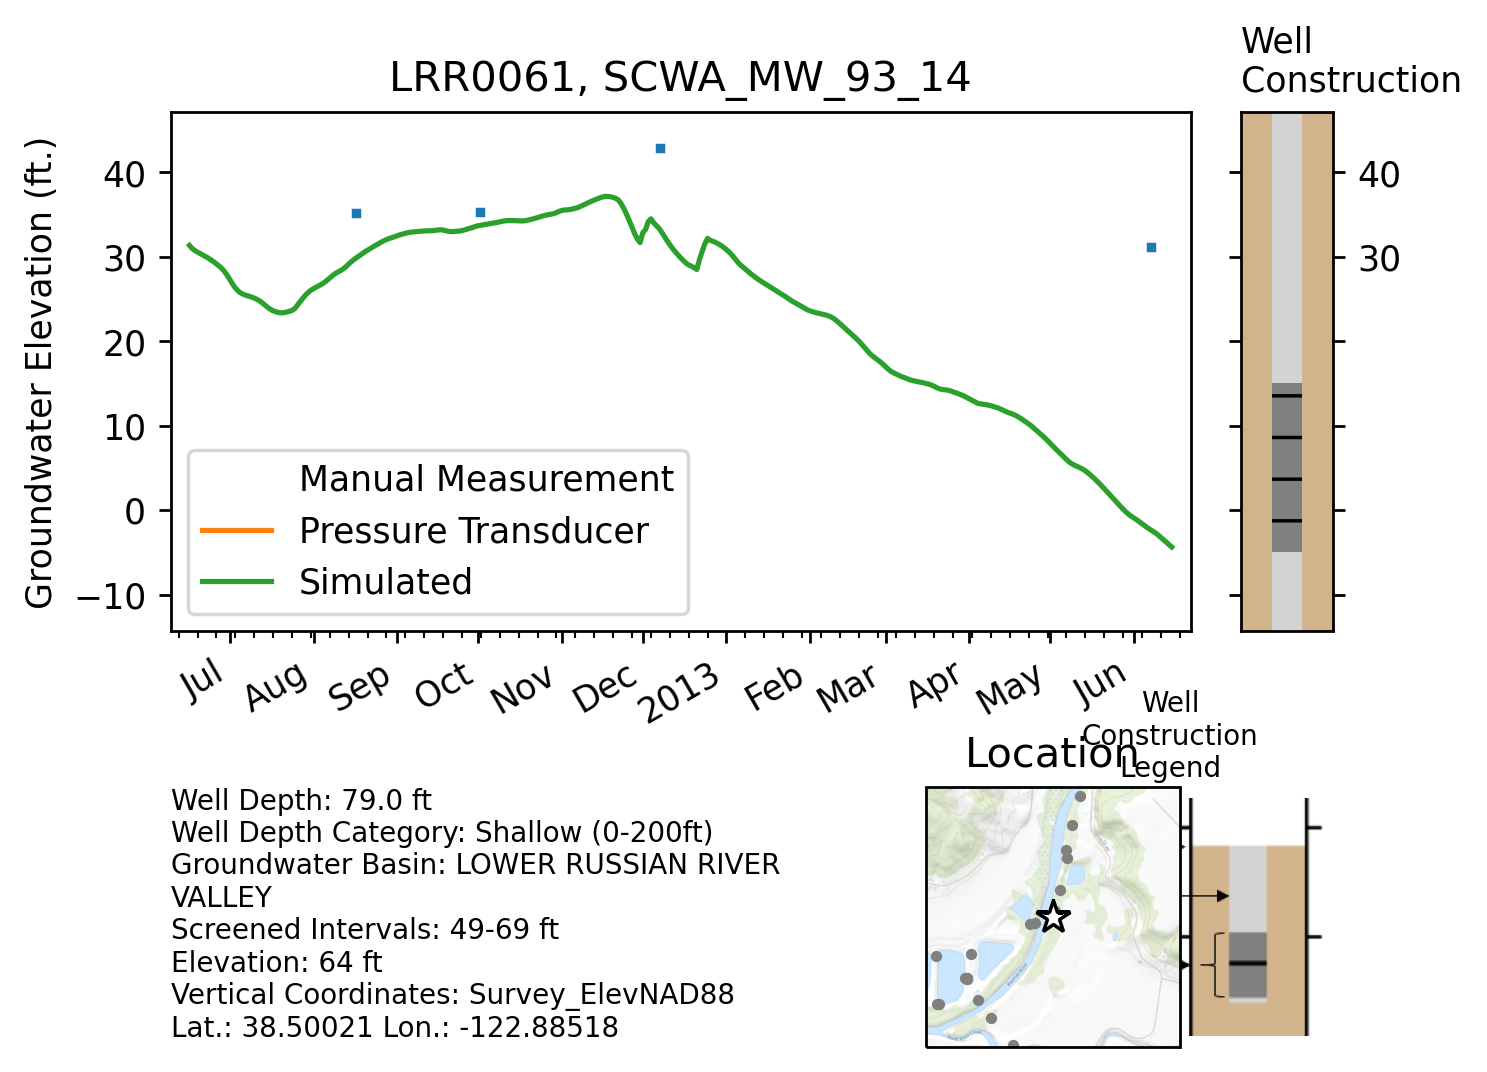 Well
Construction
LRR0061, SCWA_MW_93_14
Groundwater Elevation (ft.)
40
30
20
10
0
−10
40
30
Manual Measurement
Pressure Transducer
Simulated
Jul
Aug
Sep
Oct
Nov
Dec
2013
Feb
Mar
Apr
May
Jun
Well
Construction
Legend
Location
Well Depth: 79.0 ft
Well Depth Category: Shallow (0-200ft)
Groundwater Basin: LOWER RUSSIAN RIVER
VALLEY
Screened Intervals: 49-69 ft
Elevation: 64 ft
Vertical Coordinates: Survey_ElevNAD88
Lat.: 38.50021 Lon.: -122.88518